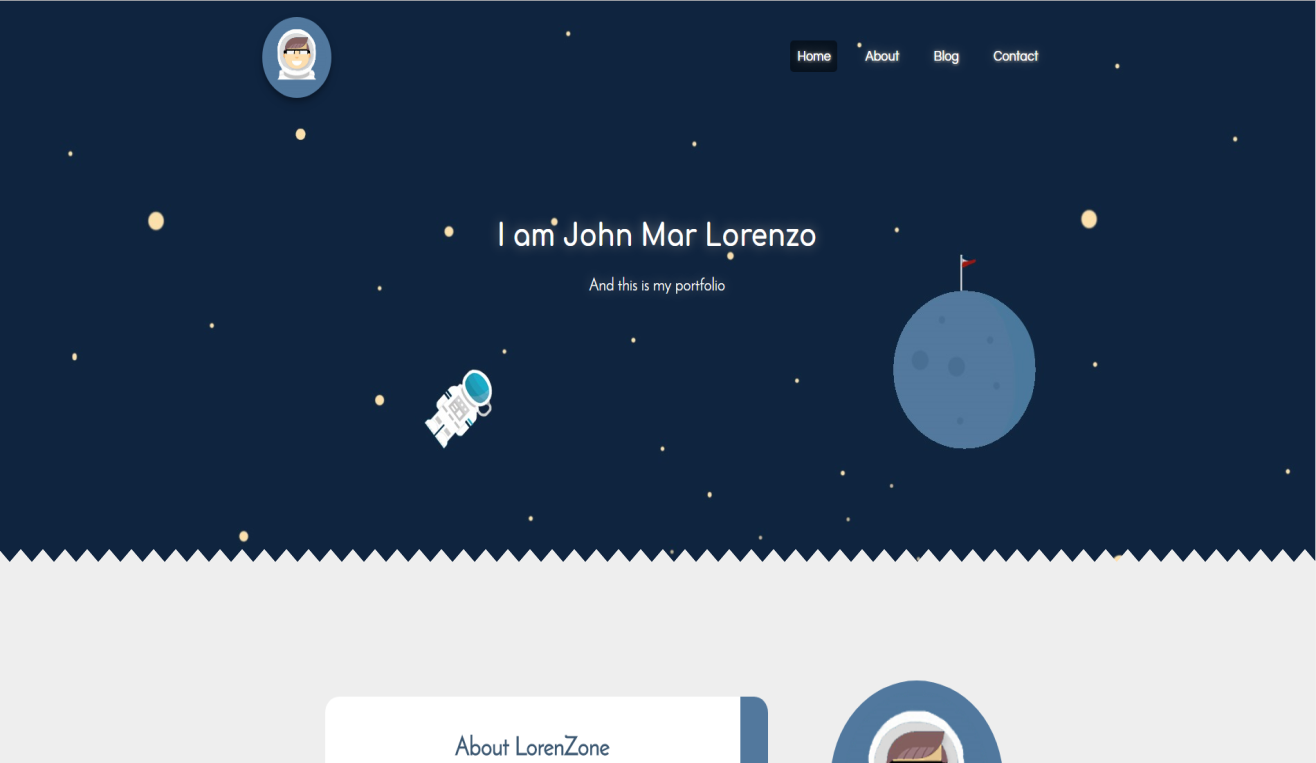 Home About Blog Contact
I am John Mar Lorenzo
And this is my portfolio
About LorenZone